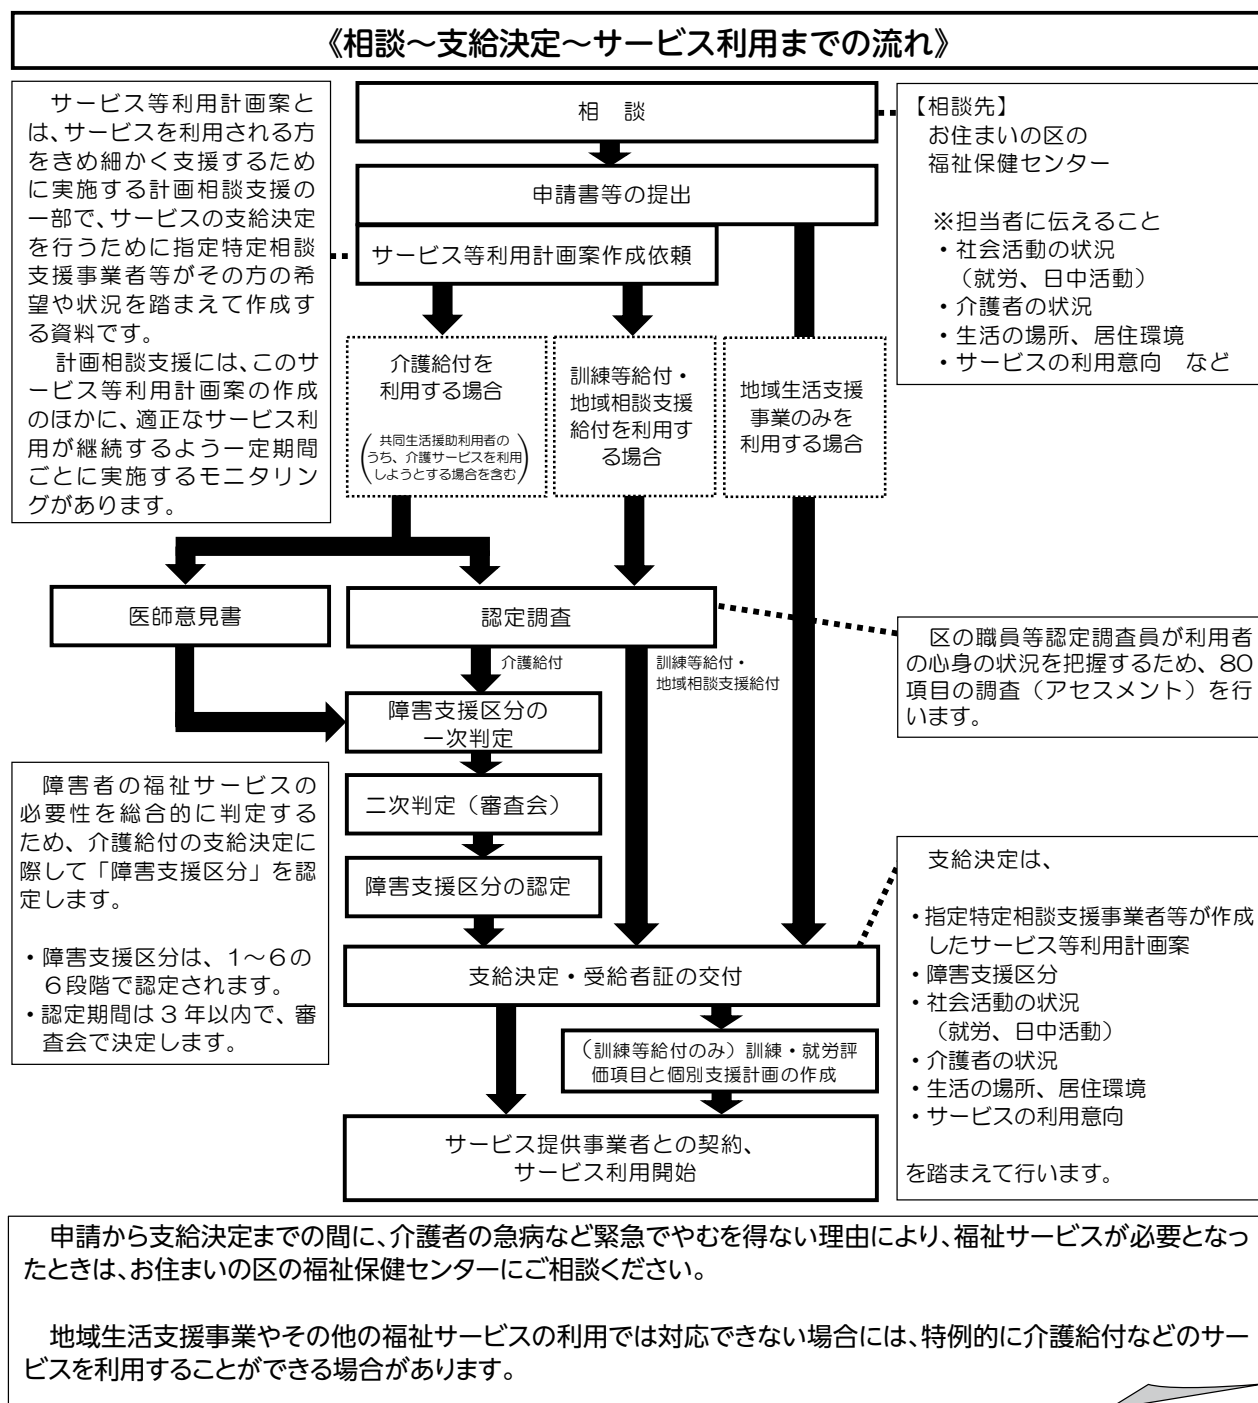 《相談～支給決定～サービス利用までの流れ》
サービス等利用計画案と
は、サービスを利用される方
をきめ細かく支援するため
に実施する計画相談支援の
一部で、サービスの支給決定
を行うために指定特定相談
支援事業者等がその方の希
望や状況を踏まえて作成す
る資料です。
計画相談支援には、このサ
ービス等利用計画案の作成
のほかに、適正なサービス利
用が継続するよう一定期間
ごとに実施するモニタリン
グがあります。
相　談
申請書等の提出
サービス等利用計画案作成依頼
【相談先】
お住まいの区の
福祉保健センター
※担当者に伝えること
・社会活動の状況
（就労、日中活動）
・介護者の状況
・生活の場所、居住環境
・サービスの利用意向　など
介護給付を
利用する場合
（共同生活援助利用者の
うち、介護サービスを利用
しようとする場合を含む）
訓練等給付・
地域相談支援
給付を利用す
る場合
地域生活支援
事業のみを
利用する場合
医師意見書
認定調査
区の職員等認定調査員が利用者
の心身の状況を把握するため、80
項目の調査（アセスメント）を行
います。
介護給付
訓練等給付・
地域相談支援給付
障害支援区分の
一次判定
二次判定（審査会）
障害支援区分の認定
障害者の福祉サービスの
必要性を総合的に判定する
ため、介護給付の支給決定に
際して「障害支援区分」を認
定します。
・障害支援区分は、1～6の
6段階で認定されます。
・認定期間は3年以内で、審
査会で決定します。
支給決定・受給者証の交付
（訓練等給付のみ）訓練・就労評
価項目と個別支援計画の作成
サービス提供事業者との契約、
サービス利用開始
支給決定は、
・指定特定相談支援事業者等が作成
したサービス等利用計画案
・障害支援区分
・社会活動の状況
（就労、日中活動）
・介護者の状況
・生活の場所、居住環境
・サービスの利用意向
を踏まえて行います。
申請から支給決定までの間に、介護者の急病など緊急でやむを得ない理由により、福祉サービスが必要となっ
たときは、お住まいの区の福祉保健センターにご相談ください。
地域生活支援事業やその他の福祉サービスの利用では対応できない場合には、特例的に介護給付などのサー
ビスを利用することができる場合があります。